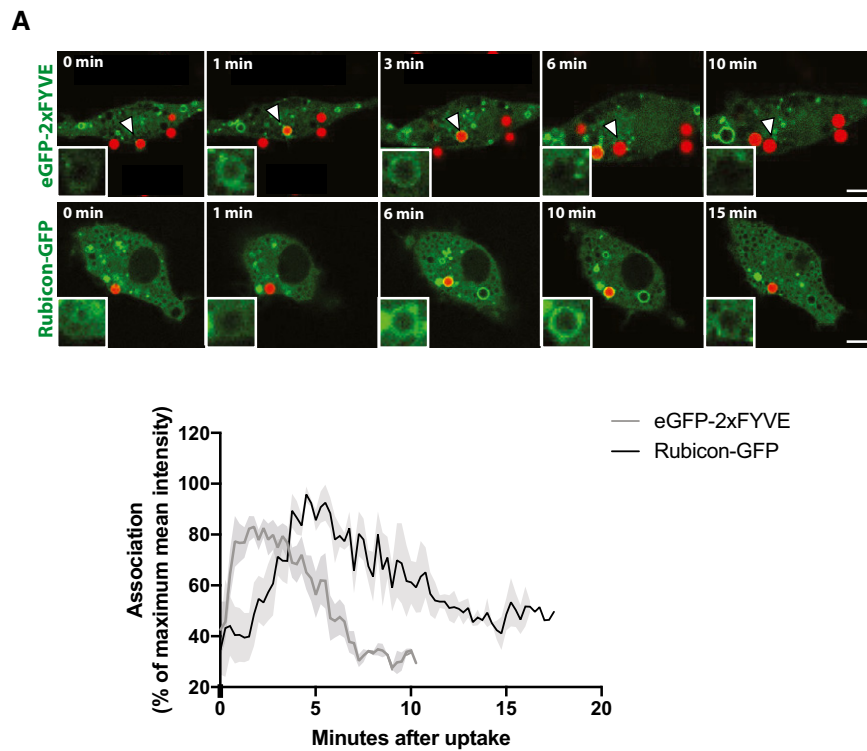 A
eGFP-2xFYVE
0 min
1 min
3 min
6 min
10 min
Rubicon-GFP
0 min
1 min
6 min
10 min
15 min
eGFP-2xFYVE
Rubicon-GFP
Association
(% of maximum mean intensity)
120
100
80
60
40
20
0
5
10
15
20
Minutes after uptake